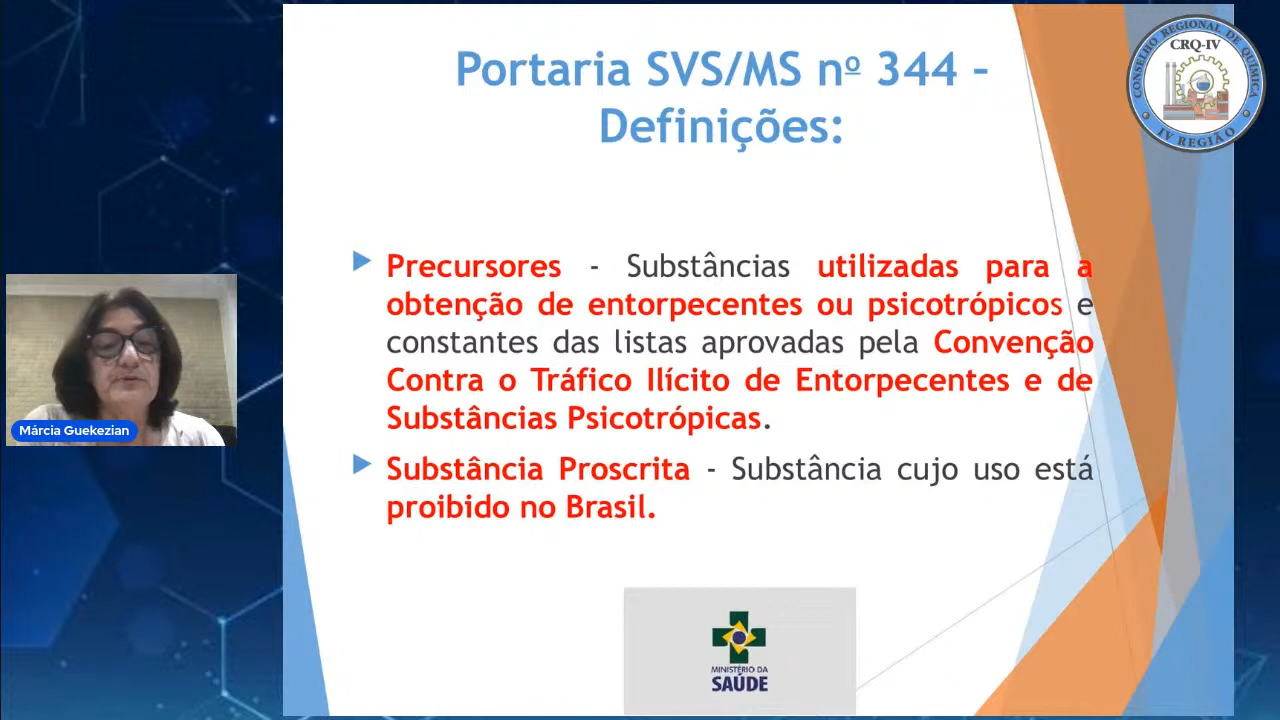 Portaria SVS/MS nº 344 –
Definições:
CONSELHO REGIONAL DE QUÍMICA
CRQ-IV
IV REGIÃO
Precursores - Substâncias utilizadas para a
obtenção de entorpecentes ou psicotrópicos e
constantes das listas aprovadas pela Convenção
Contra o Tráfico Ilícito de Entorpecentes e de
Substâncias Psicotrópicas.
Substância Proscrita - Substância cujo uso está
proibido no Brasil.
Márcia Guekezian
MINISTÉRIO DA
SAÚDE